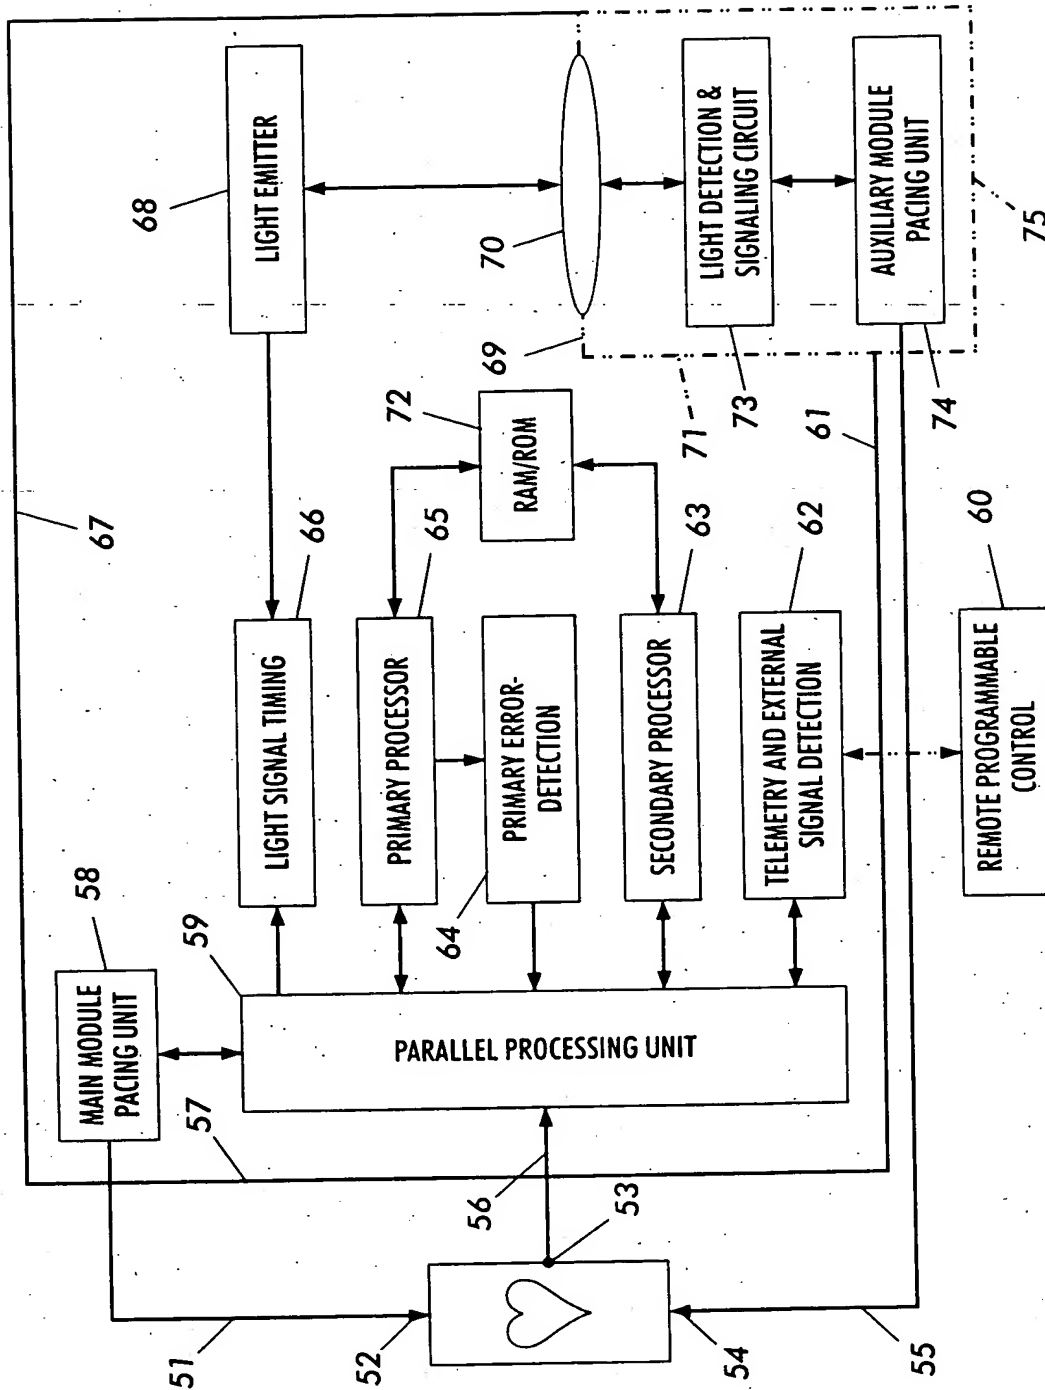 67
58
MAIN MODULE
PACING UNIT
68
51
57
59
LIGHT EMITTER
LIGHT SIGNAL TIMING
66
52
PRIMARY PROCESSOR
65
72
64
PARALLEL PROCESSING UNIT
56
PRIMARY ERROR-
DETECTION
RAM/ROM
69
70
53
SECONDARY PROCESSOR
63
71
LIGHT DETECTION &
SIGNALING CIRCUIT
73
54
TELEMETRY AND EXTERNAL
SIGNAL DETECTION
62
61
AUXILIARY MODULE
PACING UNIT
74
55
REMOTE PROGRAMMABLE
CONTROL
60
75